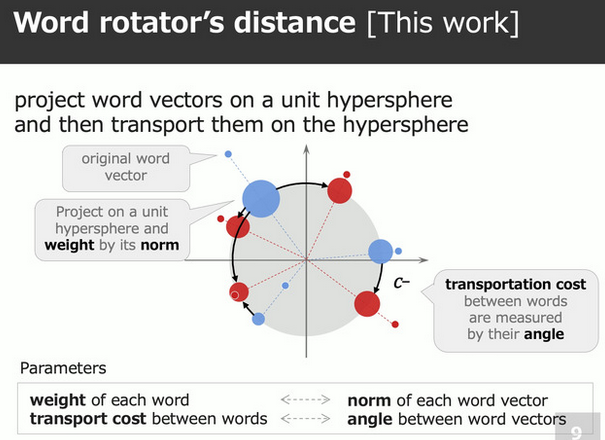 Word rotator's distance [This work]
project word vectors on a unit hypersphere
and then transport them on the hypersphere
original word
vector
Project on a unit
hypersphere and
weight by its norm
c-
transportation cost
between words
are measured
by their angle
Parameters
weight of each word
norm of each word vector
transport cost between words
angle between word vectors
9